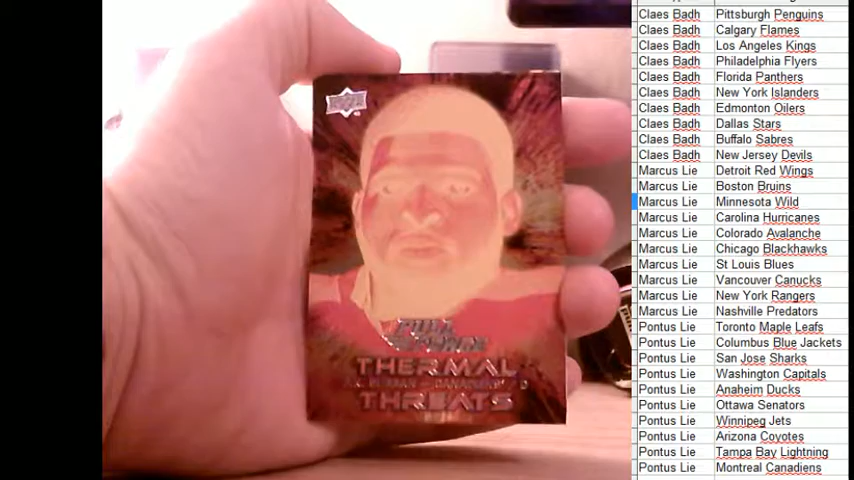 Claes Badh Pittsburgh Penguins
Claes Badh Calgary Flames
Claes Badh Los Angeles Kings
Claes Badh Philadelphia Flyers
Claes Badh Florida Panthers
Claes Badh New York Islanders
Claes Badh Edmonton Oilers
Claes Badh Dallas Stars
Claes Badh Buffalo Sabres
Claes Badh New Jersey Devils
Marcus Lie Detroit Red Wings
Marcus Lie Boston Bruins
Marcus Lie Minnesota Wild
Marcus Lie Carolina Hurricanes
Marcus Lie Colorado Avalanche
Marcus Lie Chicago Blackhawks
Marcus Lie St Louis Blues
Marcus Lie Vancouver Canucks
Marcus Lie New York Rangers
Marcus Lie Nashville Predators
Pontus Lie Toronto Maple Leafs
Pontus Lie Columbus Blue Jackets
Pontus Lie San Jose Sharks
Pontus Lie Washington Capitals
Pontus Lie Anaheim Ducks
Pontus Lie Ottawa Senators
Pontus Lie Winnipeg Jets
Pontus Lie Arizona Coyotes
Pontus Lie Tampa Bay Lightning
Pontus Lie Montreal Canadiens
FULL
THERMAL
THREATS